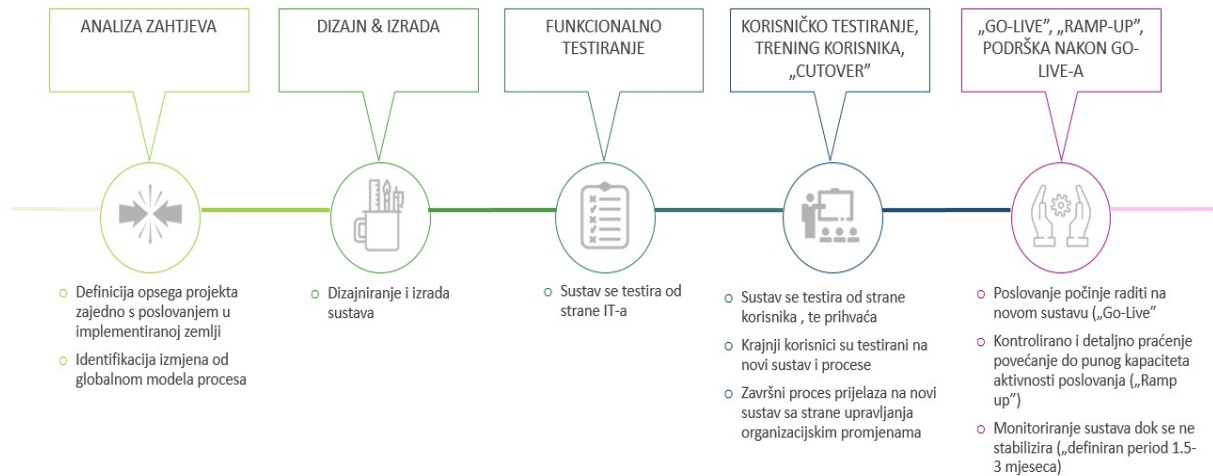 ANALIZA ZAHTJEVA
DIZAJN & IZRADA
FUNKCIONALNO
TESTIRANJE
KORISNIČKO TESTIRANJE,
TRENING KORISNIKA,
„CUTOVER”
„GO-LIVE”, „RAMP-UP”,
PODRŠKA NAKON GO-
LIVE-A
o Definicija opsega projekta
zajedno s poslovanjem u
implementiranoj zemlji
o Identifikacija izmjena od
globalnom modela procesa
o Dizajniranje i izrada
sustava
o Sustav se testira od
strane IT-a
o Sustav se testira od strane
korisnika , te prihvaća
o Krajnji korisnici su testirani na
novi sustav i procese
o Završni proces prijelaza na novi
sustav sa strane upravljanja
organizacijskim promjenama
o Poslovanje počinje raditi na
novom sustavu („Go-Live”
o Kontrolirano i detaljno praćenje
povećanje do punog kapaciteta
aktivnosti poslovanja („Ramp
up”)
o Monitoriranje sustava dok se ne
stabilizira („definiran period 1.5-
3 mjeseca)